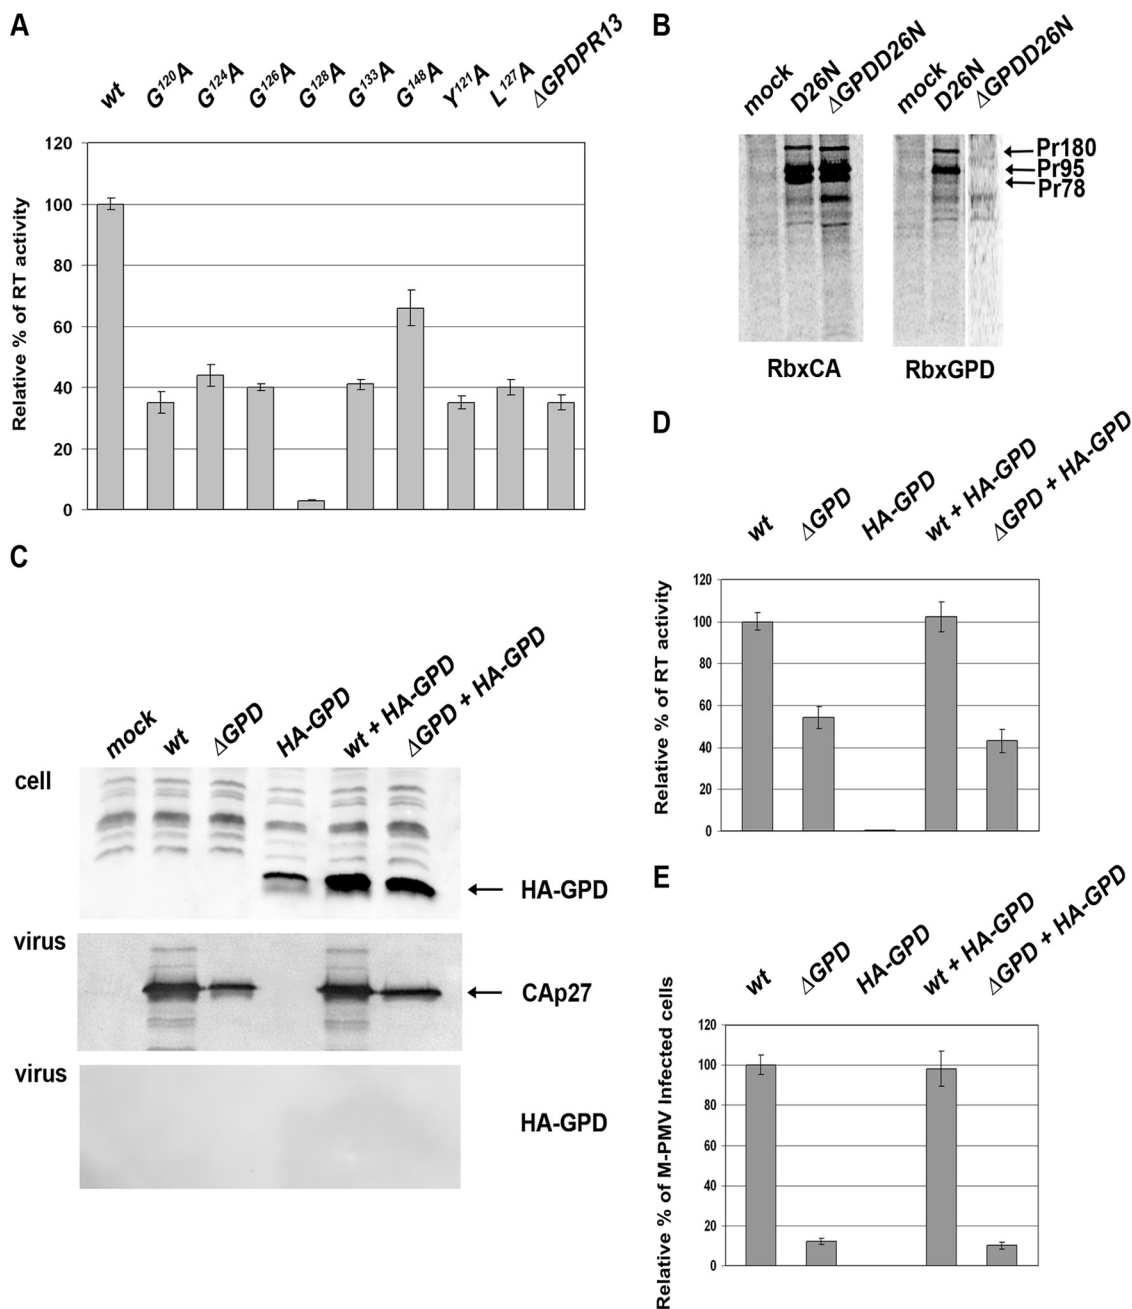 A
wt G¹²⁰A G¹²⁴A G¹²⁶A G¹²⁸A G¹³³A G¹⁴⁸A Y¹²¹A L¹²⁷A ΔGPDPR13
Relative % of RT activity
120
100
80
60
40
20
0
B
mock D26N ΔGPDD26N mock D26N ΔGPDD26N
Pr180
Pr95
Pr78
RbxCA RbxGPD
C
mock wt ΔGPD HA-GPD wt + HA-GPD ΔGPD + HA-GPD
cell
HA-GPD
virus
CAp27
virus
HA-GPD
D
wt ΔGPD HA-GPD wt + HA-GPD ΔGPD + HA-GPD
Relative % of RT activity
120
100
80
60
40
20
0
E
wt ΔGPD HA-GPD wt + HA-GPD ΔGPD + HA-GPD
Relative % of M-PMV Infected cells
120
100
80
60
40
20
0